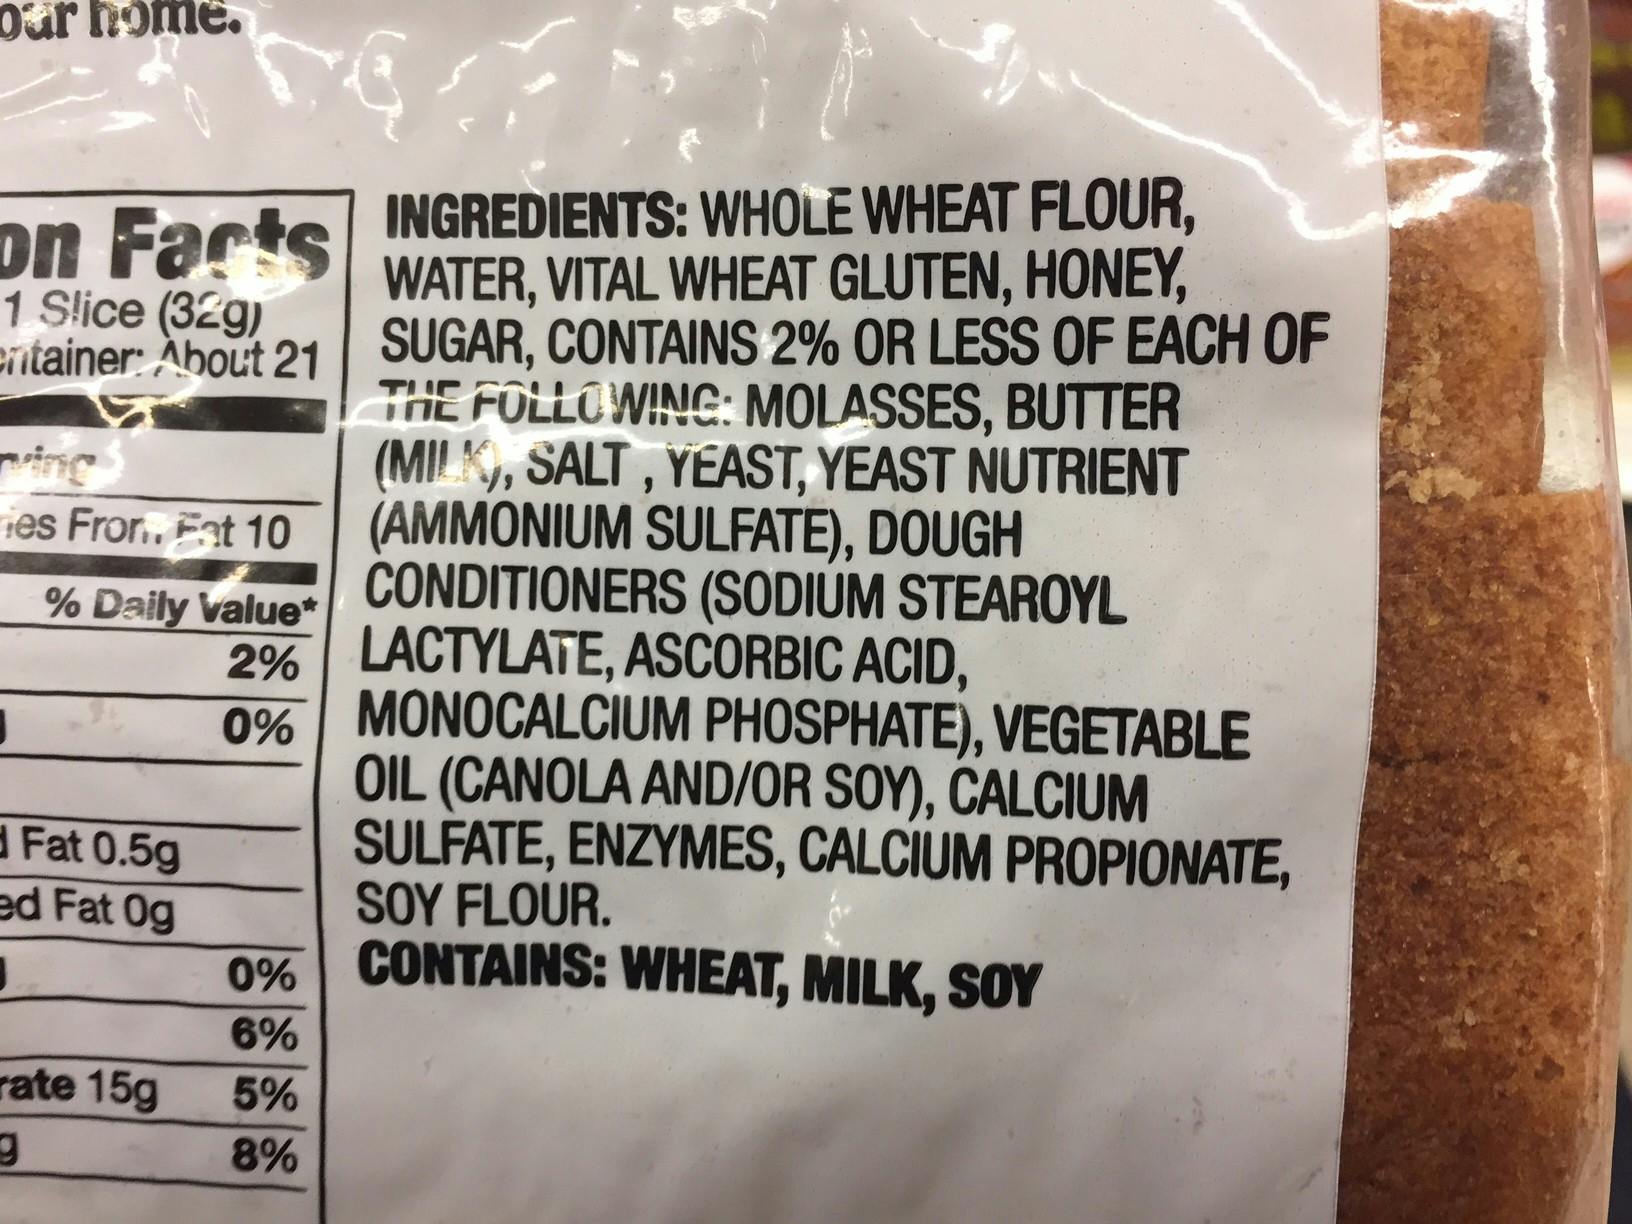 our home.
on Facts
1 Slice (32g)
ntainer: About 21
rving
ies From Fat 10
% Daily Value*
2%
0%
d Fat 0.5g
ed Fat 0g
0%
6%
rate 15g 5%
g 8%
INGREDIENTS: WHOLE WHEAT FLOUR,
WATER, VITAL WHEAT GLUTEN, HONEY,
SUGAR, CONTAINS 2% OR LESS OF EACH OF
THE FOLLOWING: MOLASSES, BUTTER
(MILK), SALT , YEAST, YEAST NUTRIENT
(AMMONIUM SULFATE), DOUGH
CONDITIONERS (SODIUM STEAROYL
LACTYLATE, ASCORBIC ACID,
MONOCALCIUM PHOSPHATE), VEGETABLE
OIL (CANOLA AND/OR SOY), CALCIUM
SULFATE, ENZYMES, CALCIUM PROPIONATE,
SOY FLOUR.
CONTAINS: WHEAT, MILK, SOY